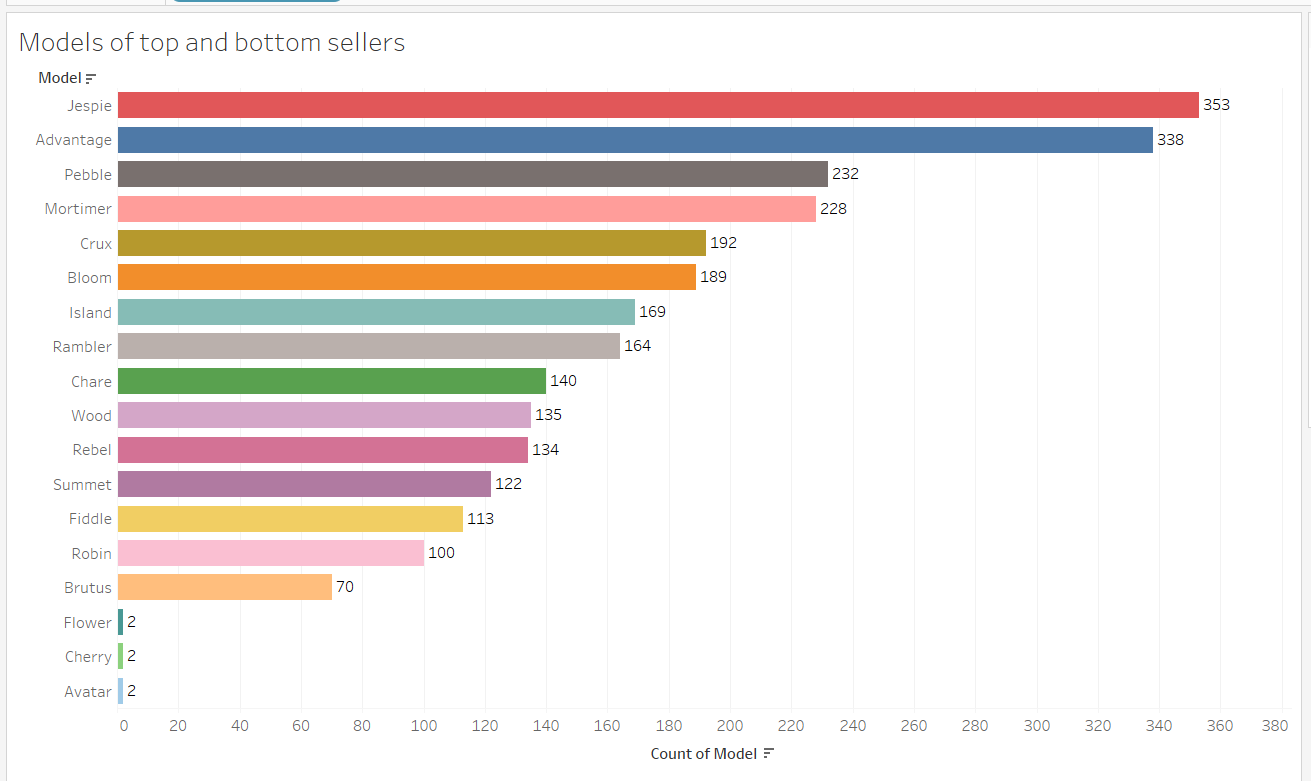 Models of top and bottom sellers
Model
Jespie 353
Advantage 338
Pebble 232
Mortimer 228
Crux 192
Bloom 189
Island 169
Rambler 164
Chare 140
Wood 135
Rebel 134
Summet 122
Fiddle 113
Robin 100
Brutus 70
Flower 2
Cherry 2
Avatar 2
0 20 40 60 80 100 120 140 160 180 200 220 240 260 280 300 320 340 360 380
Count of Model